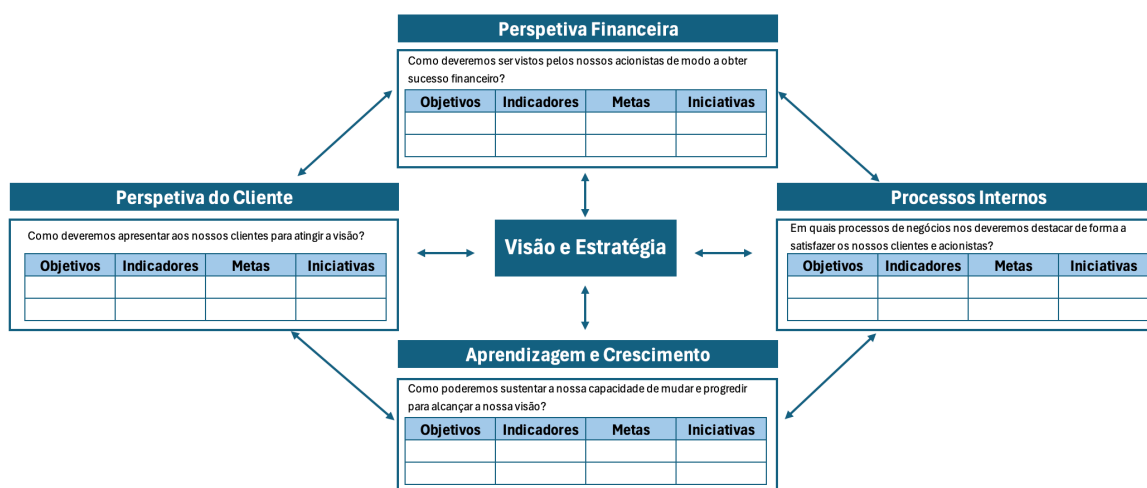 Perspetiva Financeira
Como deveremos ser vistos pelos nossos acionistas de modo a obter
sucesso financeiro?
Objetivos Indicadores Metas Iniciativas
Perspetiva do Cliente
Como deveremos apresentar aos nossos clientes para atingir a visão?
Objetivos Indicadores Metas Iniciativas
Visão e Estratégia
Processos Internos
Em quais processos de negócios nos deveremos destacar de forma a
satisfazer os nossos clientes e acionistas?
Objetivos Indicadores Metas Iniciativas
Aprendizagem e Crescimento
Como poderemos sustentar a nossa capacidade de mudar e progredir
para alcançar a nossa visão?
Objetivos Indicadores Metas Iniciativas